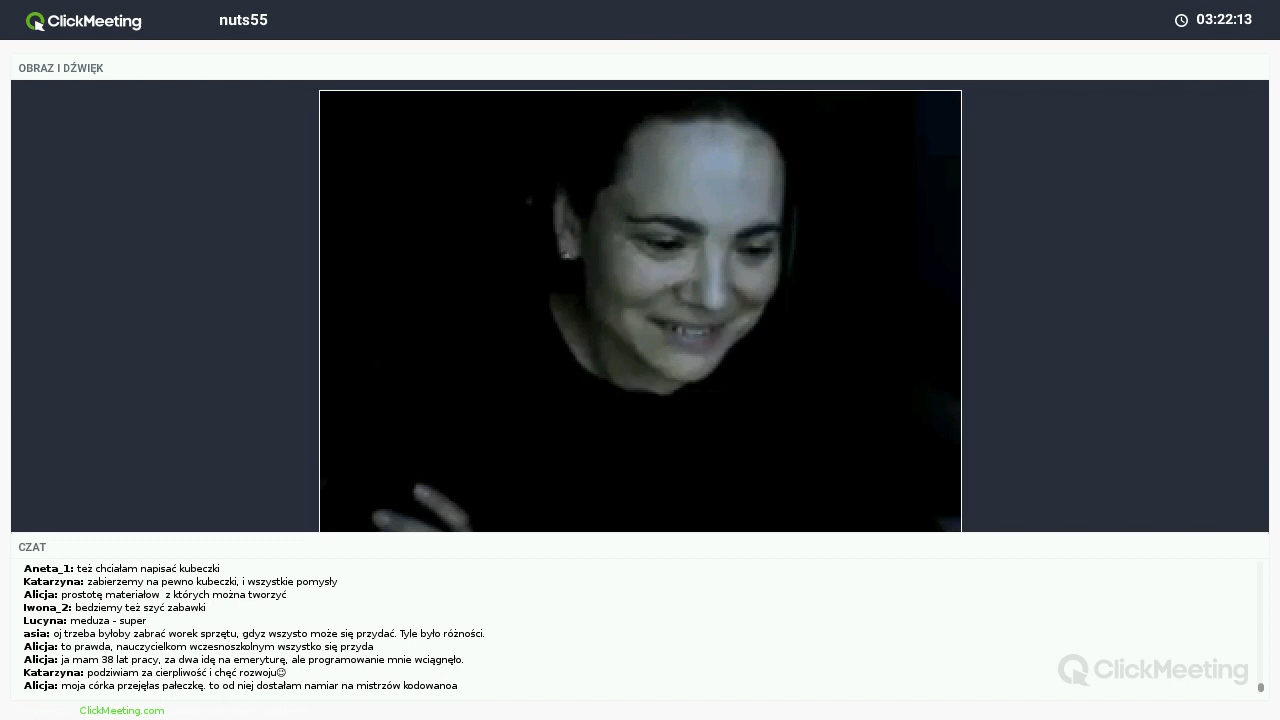 ClickMeeting nuts55 03:22:13
OBRAZ I DŹWIĘK
CZAT
Aneta_1: też chciałam napisać kubeczki
Katarzyna: zabierzemy na pewno kubeczki, i wszystkie pomysły
Alicja: prostotę materiałow z których można tworzyć
Iwona_2: bedziemy też szyć zabawki
Lucyna: meduza - super
asia: oj trzeba byłoby zabrać worek sprzętu, gdyz wszysto może się przydać. Tyle było różności.
Alicja: to prawda, nauczycielkom wczesnoszkolnym wszystko się przyda
Alicja: ja mam 38 lat pracy, za dwa idę na emeryturę, ale programowanie mnie wciągnęło.
Katarzyna: podziwiam za cierpliwość i chęć rozwoju😊
Alicja: moja córka przejęłas pałeczkę. to od niej dostałam namiar na mistrzów kodowanoa
ClickMeeting
ClickMeeting.com